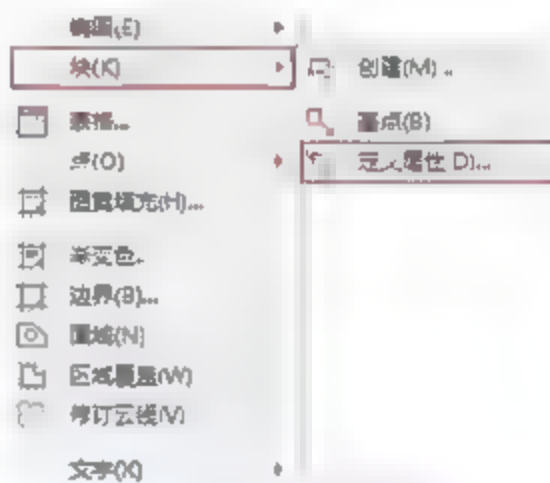 椭圆(E)
块(K)
创建(M)...
表格...
基点(B)
点(O)
定义属性(D)...
图案填充(H)...
渐变色...
边界(B)...
面域(N)
区域覆盖(W)
修订云线(V)
文字(X)